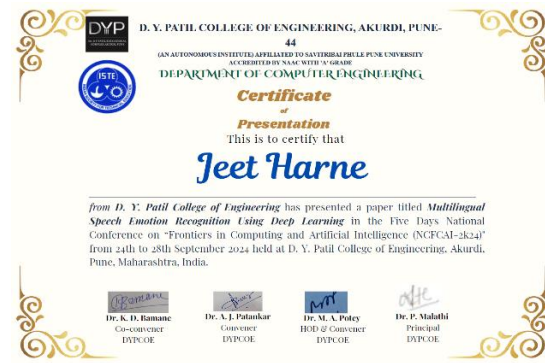 DYP
D. Y. PATIL COLLEGE OF ENGINEERING, AKURDI, PUNE-
44
(AN AUTONOMOUS INSTITUTE) AFFILIATED TO SAVITRIBAI PHULE PUNE UNIVERSITY
ACCREDITED BY NAAC WITH 'A' GRADE
DEPARTMENT OF COMPUTER ENGINEERING
ISTE
Certificate
of
Presentation
This is to certify that
Jeet Harne
from D. Y. Patil College of Engineering has presented a paper titled Multilingual
Speech Emotion Recognition Using Deep Learning in the Five Days National
Conference on "Frontiers in Computing and Artificial Intelligence (NCFCAI-2k24)"
from 24th to 28th September 2024 held at D. Y. Patil College of Engineering, Akurdi,
Pune, Maharashtra, India.
Dr. K. D. Bamane
Co-convener
DYPCOE
Dr. A. J. Patankar
Convener
DYPCOE
Dr. M. A. Potey
HOD & Convener
DYPCOE
Dr. P. Malathi
Principal
DYPCOE